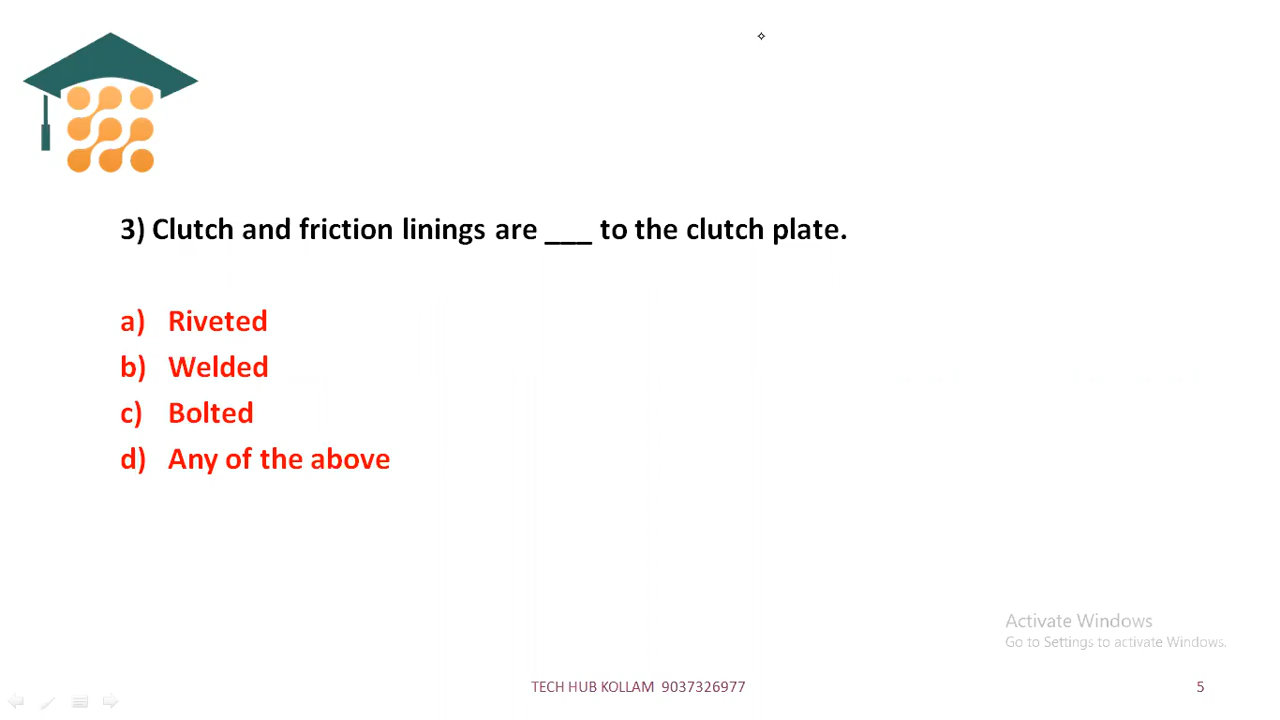 3) Clutch and friction linings are ___ to the clutch plate.
a) Riveted
b) Welded
c) Bolted
d) Any of the above
Activate Windows
Go to Settings to activate Windows.
TECH HUB KOLLAM 9037326977
5